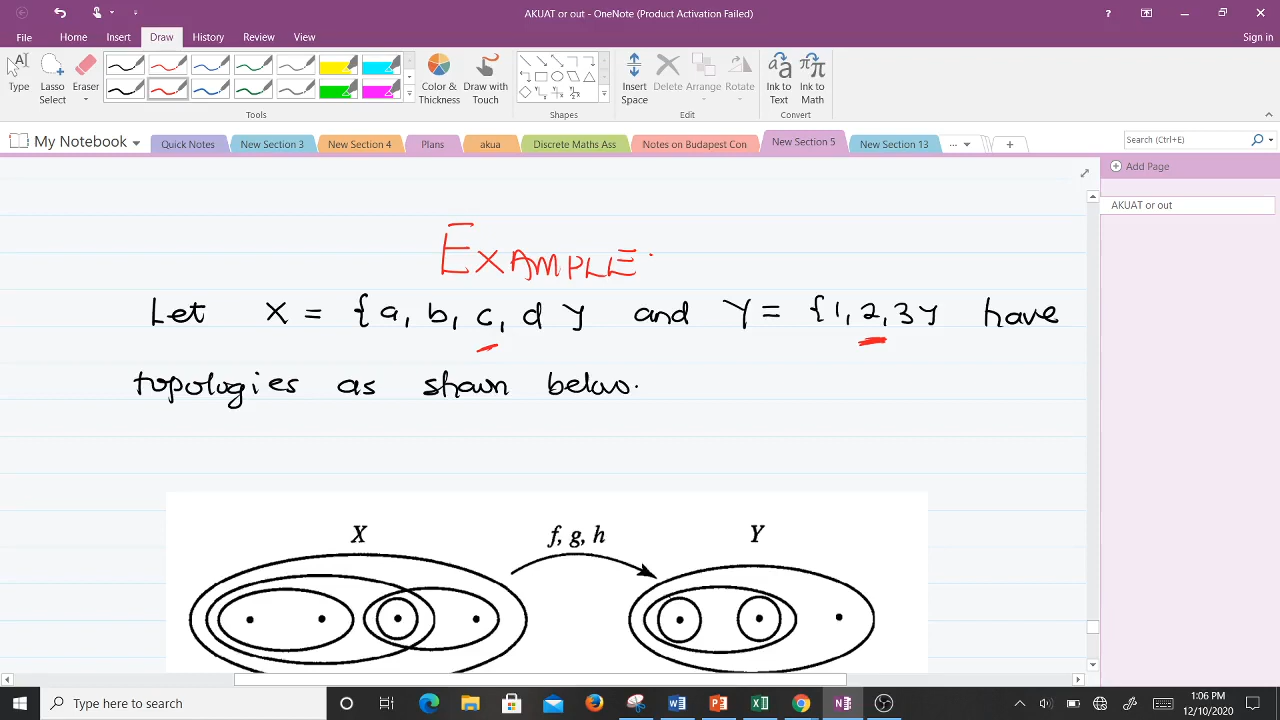 AKUAT or out - OneNote (Product Activation Failed)
? Sign in
File Home Insert Draw History Review View
Type Lasso Select Eraser Color & Thickness Draw with Touch Insert Space Delete Arrange Rotate Ink to Text Ink to Math
Tools Shapes Edit Convert
My Notebook Quick Notes New Section 3 New Section 4 Plans akua Discrete Maths Ass Notes on Budapest Con New Section 5 New Section 13 ... + Search (Ctrl+E)
Add Page
AKUAT or out
EXAMPLE.
Let X = {a, b, c, d } and Y = {1, 2, 3} have
topologies as shown below.
X f, g, h Y
Type here to search
1:06 PM
12/10/2020